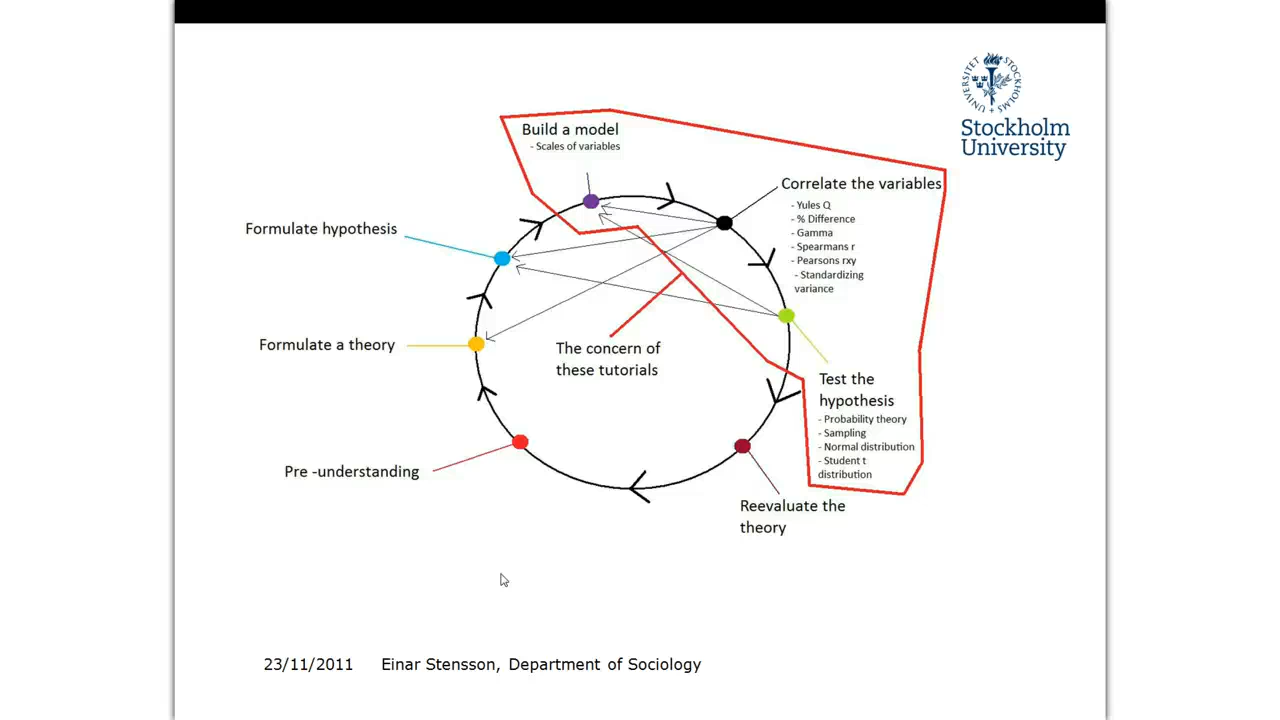 UNIVERSITET STOCKHOLMS
Stockholm
University
Build a model
- Scales of variables
Correlate the variables
- Yules Q
- % Difference
- Gamma
- Spearmans r
- Pearsons rxy
- Standardizing
variance
Formulate hypothesis
Formulate a theory
The concern of
these tutorials
Test the
hypothesis
- Probability theory
- Sampling
- Normal distribution
- Student t
distribution
Pre -understanding
Reevaluate the
theory
23/11/2011 Einar Stensson, Department of Sociology